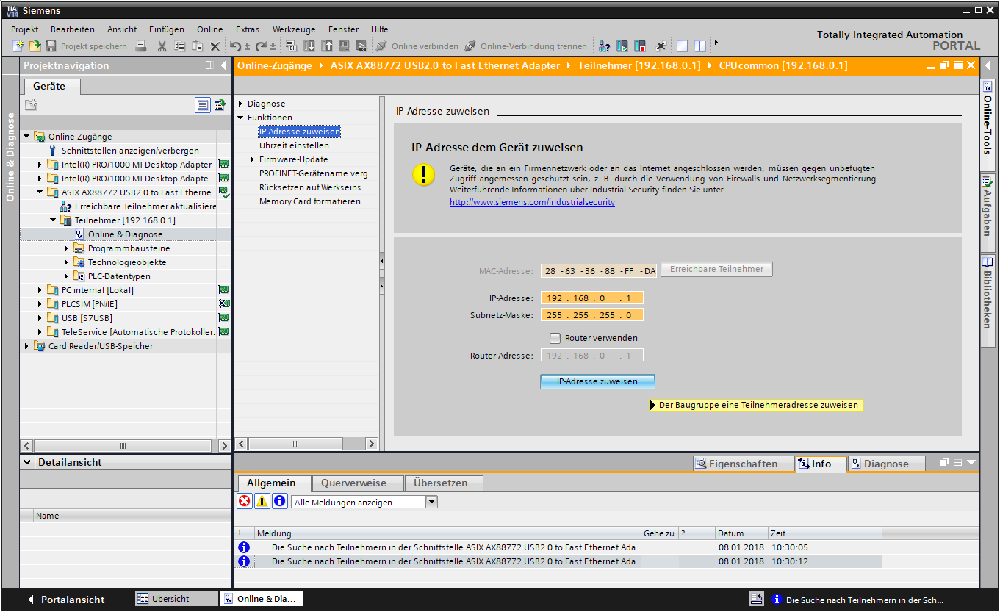 TIA V14 Siemens
Projekt Bearbeiten Ansicht Einfügen Online Extras Werkzeuge Fenster Hilfe
Totally Integrated Automation
PORTAL
Projekt speichern
RT
Online verbinden
Online-Verbindung trennen
Projektnavigation
Online-Zugänge ASIX AX88772 USB2.0 to Fast Ethernet Adapter Teilnehmer [192.168.0.1] CPUcommon [192.168.0.1]
Geräte
Online & Diagnose
Online-Zugänge
Schnittstellen anzeigen/verbergen
Intel(R) PRO/1000 MT Desktop Adapter
Intel(R) PRO/1000 MT Desktop Adapte...
ASIX AX88772 USB2.0 to Fast Etherne...
Erreichbare Teilnehmer aktualisiere
Teilnehmer [192.168.0.1]
Online & Diagnose
Programmbausteine
Technologieobjekte
PLC-Datentypen
PC internal [Lokal]
PLCSIM [PN/IE]
USB [S7USB]
TeleService [Automatische Protokoller...
Card Reader/USB-Speicher
Diagnose
Funktionen
IP-Adresse zuweisen
Uhrzeit einstellen
Firmware-Update
PROFINET-Gerätename verg...
Rücksetzen auf Werkseins...
Memory Card formatieren
IP-Adresse zuweisen
IP-Adresse dem Gerät zuweisen
Geräte, die an ein Firmennetzwerk oder an das Internet angeschlossen werden, müssen gegen unbefugten
Zugriff angemessen geschützt sein, z. B. durch die Verwendung von Firewalls und Netzwerksegmentierung.
Weiterführende Informationen über Industrial Security finden Sie unter
http://www.siemens.com/industrialsecurity
MAC-Adresse: 28 -63 -36 -88 -FF -DA Erreichbare Teilnehmer
IP-Adresse: 192 . 168 . 0 . 1
Subnetz-Maske: 255 . 255 . 255 . 0
Router verwenden
Router-Adresse: 192 . 168 . 0 . 1
IP-Adresse zuweisen
Der Baugruppe eine Teilnehmeradresse zuweisen
Online-Tools
Aufgaben
Bibliotheken
Detailansicht
Name
Eigenschaften Info Diagnose
Allgemein Querverweise Übersetzen
Alle Meldungen anzeigen
! Meldung Gehe zu ? Datum Zeit
Die Suche nach Teilnehmern in der Schnittstelle ASIX AX88772 USB2.0 to Fast Ethernet Ada.. 08.01.2018 10:30:05
Die Suche nach Teilnehmern in der Schnittstelle ASIX AX88772 USB2.0 to Fast Ethernet Ada.. 08.01.2018 10:30:12
Portalansicht Übersicht Online & Dia... Die Suche nach Teilnehmern in der Sch...